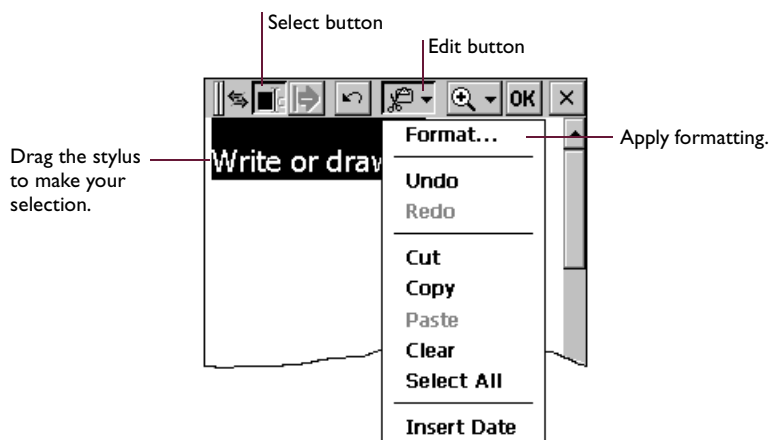 Select button
Edit button
OK
Format...
Apply formatting.
Drag the stylus
to make your
selection.
Write or draw
Undo
Redo
Cut
Copy
Paste
Clear
Select All
Insert Date